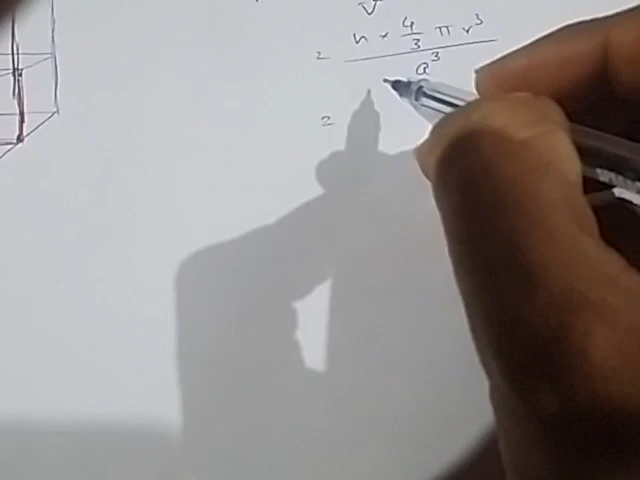 V
= n × 4/3 π r³
a³
=